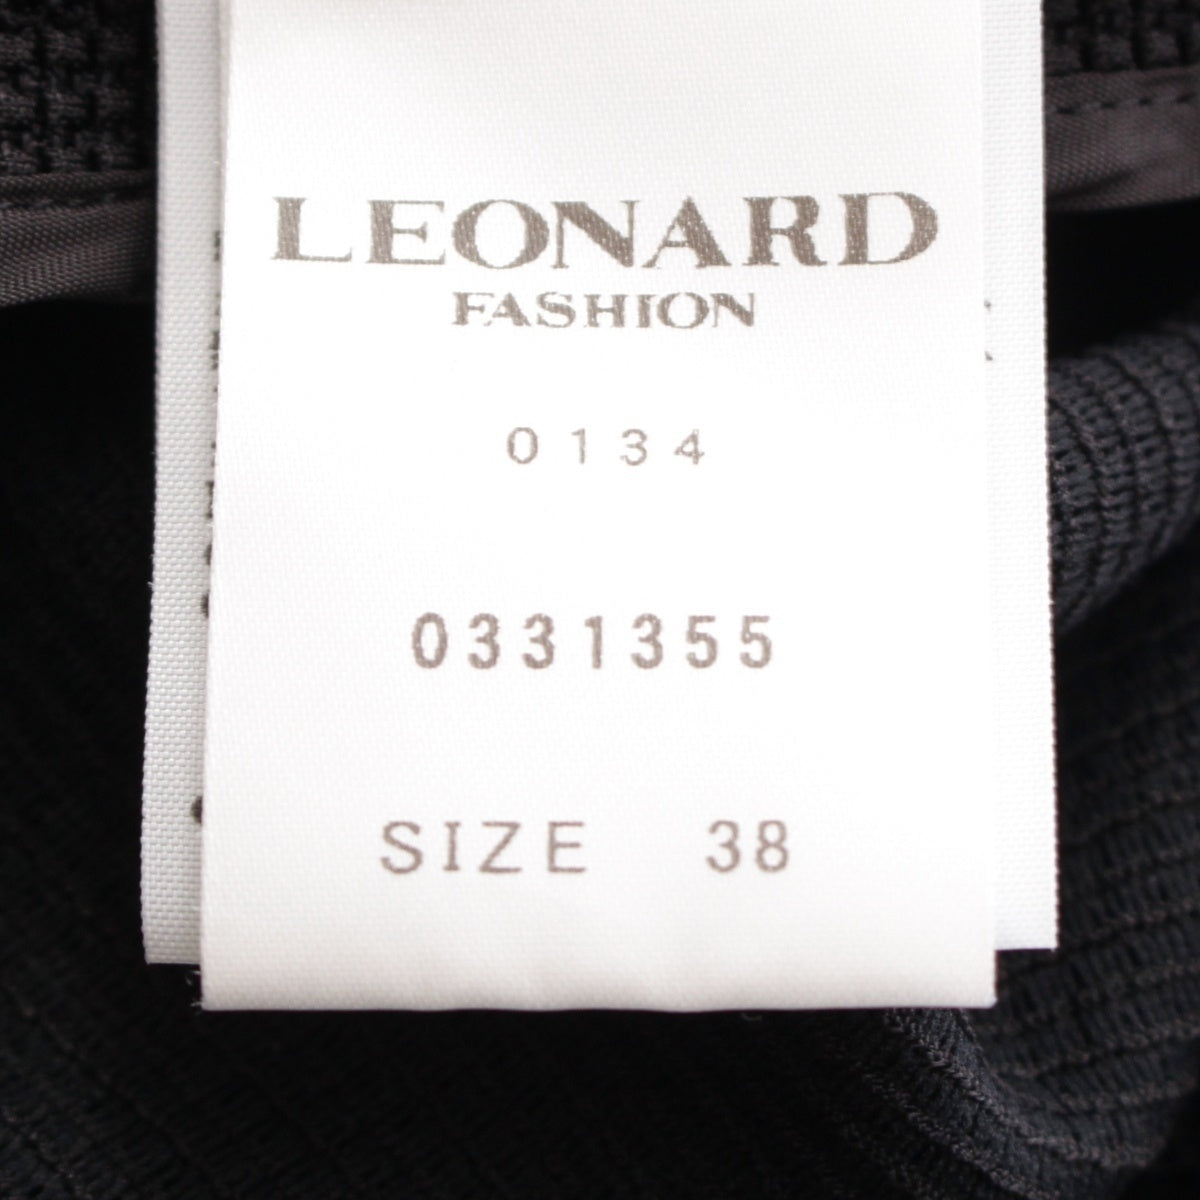 LEONARD
FASHION
0134
0331355
SIZE 38